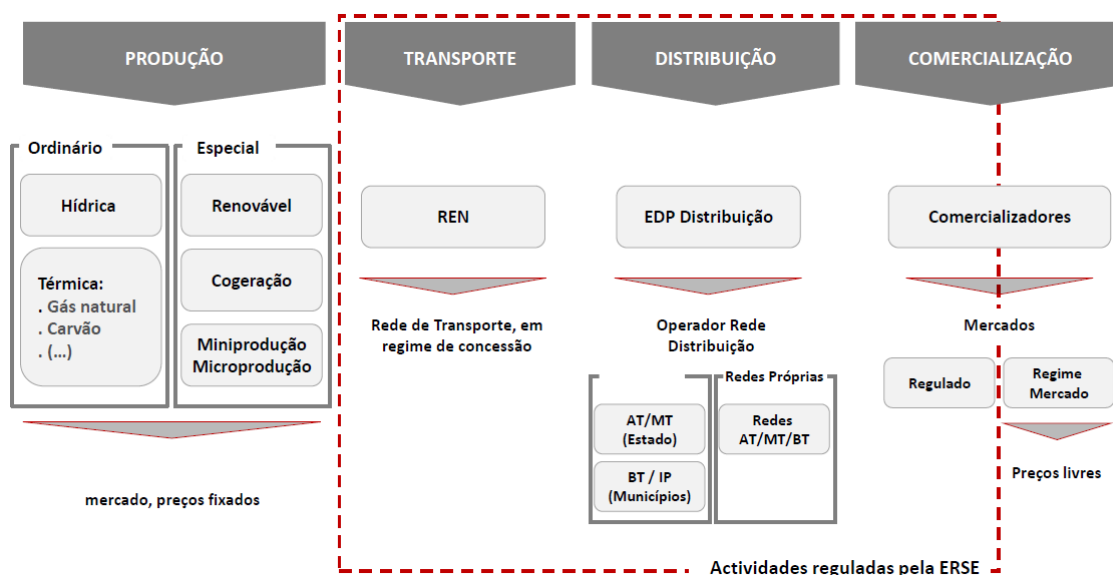 PRODUÇÃO
TRANSPORTE
DISTRIBUIÇÃO
COMERCIALIZAÇÃO
Ordinário
Hídrica
Térmica:
. Gás natural
. Carvão
. (...)
Especial
Renovável
Cogeração
Miniprodução
Microprodução
mercado, preços fixados
REN
Rede de Transporte, em
regime de concessão
EDP Distribuição
Operador Rede
Distribuição
AT/MT
(Estado)
BT / IP
(Municípios)
Redes Próprias
Redes
AT/MT/BT
Comercializadores
Mercados
Regulado
Regime
Mercado
Preços livres
Actividades reguladas pela ERSE